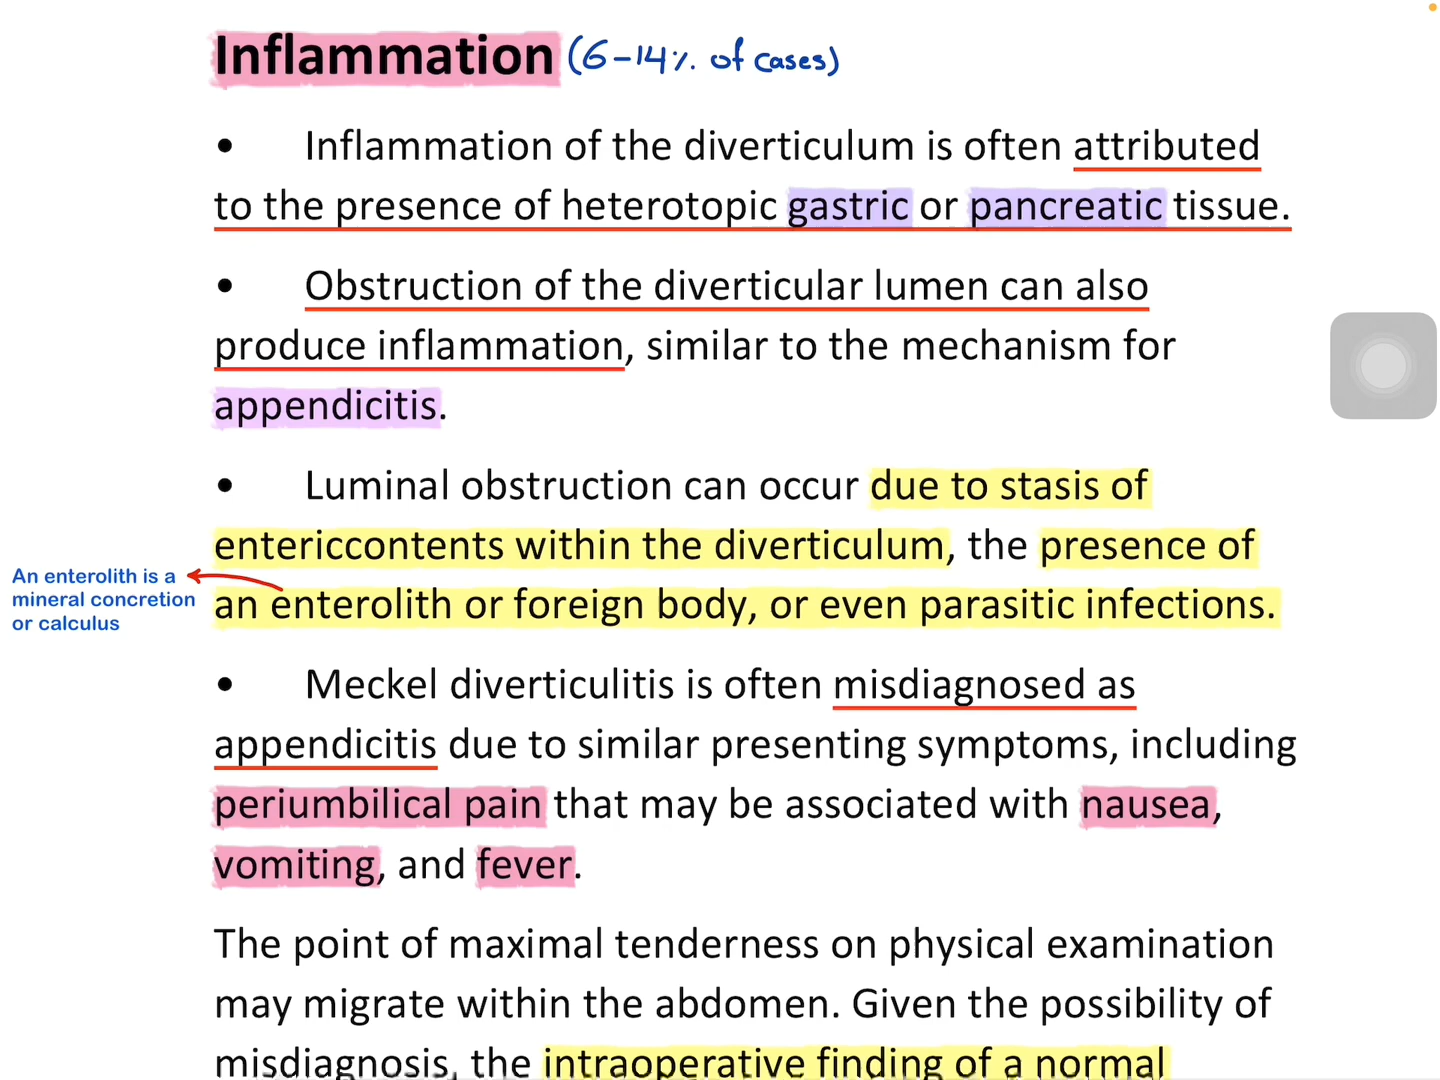 Inflammation (6-14% of cases)
• Inflammation of the diverticulum is often attributed
to the presence of heterotopic gastric or pancreatic tissue.
• Obstruction of the diverticular lumen can also
produce inflammation, similar to the mechanism for
appendicitis.
• Luminal obstruction can occur due to stasis of
entericcontents within the diverticulum, the presence of
an enterolith or foreign body, or even parasitic infections.
An enterolith is a
mineral concretion
or calculus
• Meckel diverticulitis is often misdiagnosed as
appendicitis due to similar presenting symptoms, including
periumbilical pain that may be associated with nausea,
vomiting, and fever.
The point of maximal tenderness on physical examination
may migrate within the abdomen. Given the possibility of
misdiagnosis, the intraoperative finding of a normal